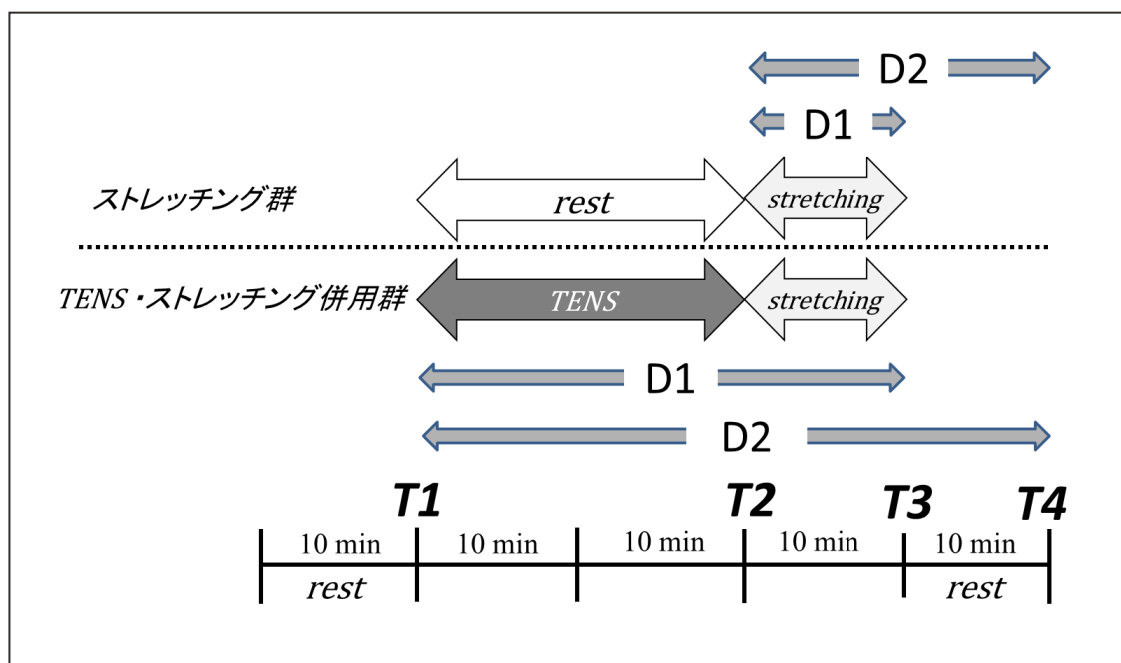 D2
D1
ストレッチング群
rest
stretching
TENS・ストレッチング併用群
TENS
stretching
D1
D2
T1
T2
T3
T4
10 min
10 min
10 min
10 min
10 min
rest
rest